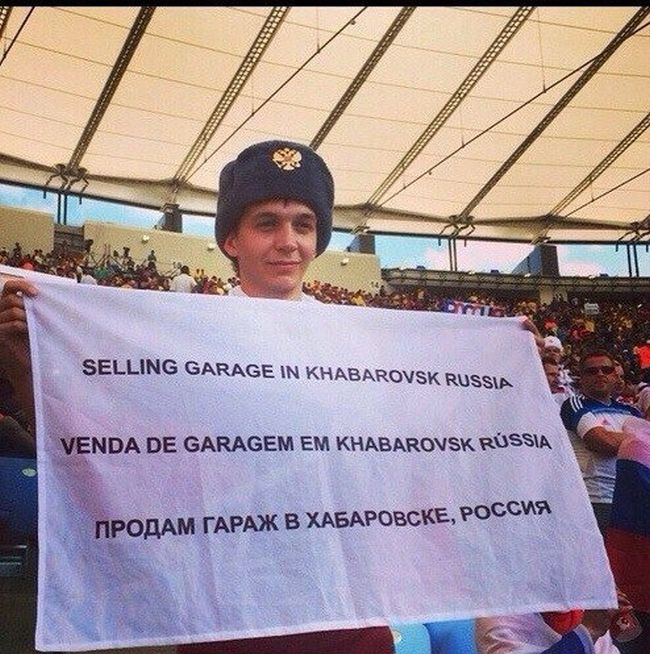 SELLING GARAGE IN KHABAROVSK RUSSIA
VENDA DE GARAGEM EM KHABAROVSK RÚSSIA
ПРОДАМ ГАРАЖ В ХАБАРОВСКЕ, РОССИЯ